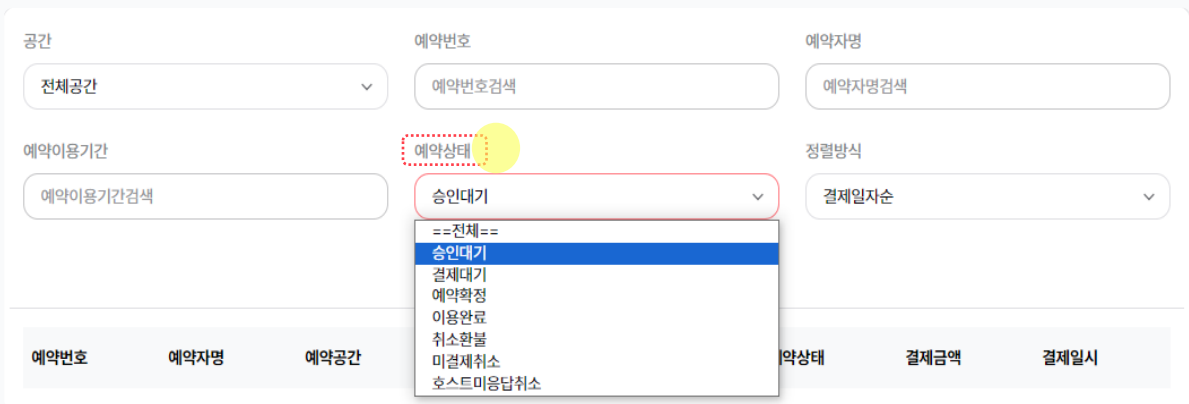 공간
예약번호
예약자명
전체공간
예약번호검색
예약자명검색
예약이용기간
예약상태
정렬방식
예약이용기간검색
승인대기
결제일자순
==전체==
승인대기
결제대기
예약확정
이용완료
취소환불
미결제취소
호스트미응답취소
예약번호
예약자명
예약공간
약상태
결제금액
결제일시